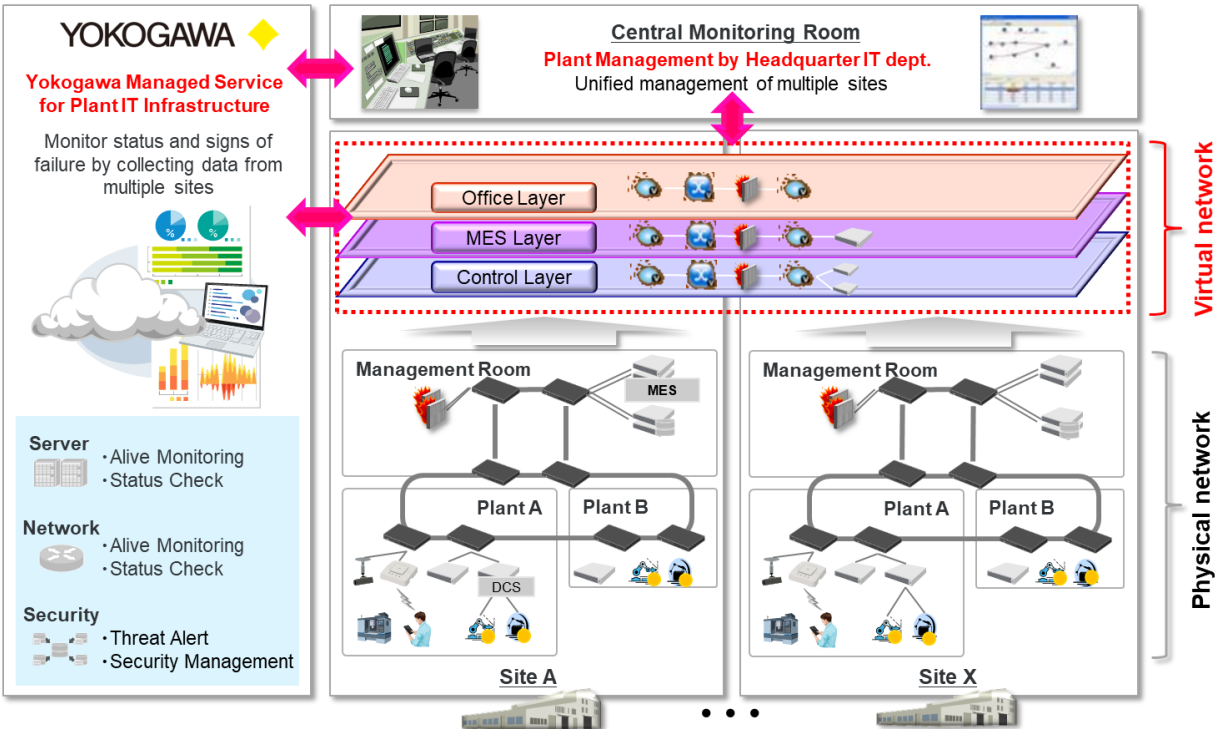 YOKOGAWA
Yokogawa Managed Service
for Plant IT Infrastructure
Monitor status and signs of
failure by collecting data from
multiple sites
%
%
Server
・Alive Monitoring
・Status Check
Network
・Alive Monitoring
・Status Check
Security
・Threat Alert
・Security Management
Central Monitoring Room
Plant Management by Headquarter IT dept.
Unified management of multiple sites
Office Layer
MES Layer
Control Layer
Virtual network
Management Room
MES
Plant A
Plant B
DCS
Site A
Management Room
Plant A
Plant B
Site X
Physical network
• • •